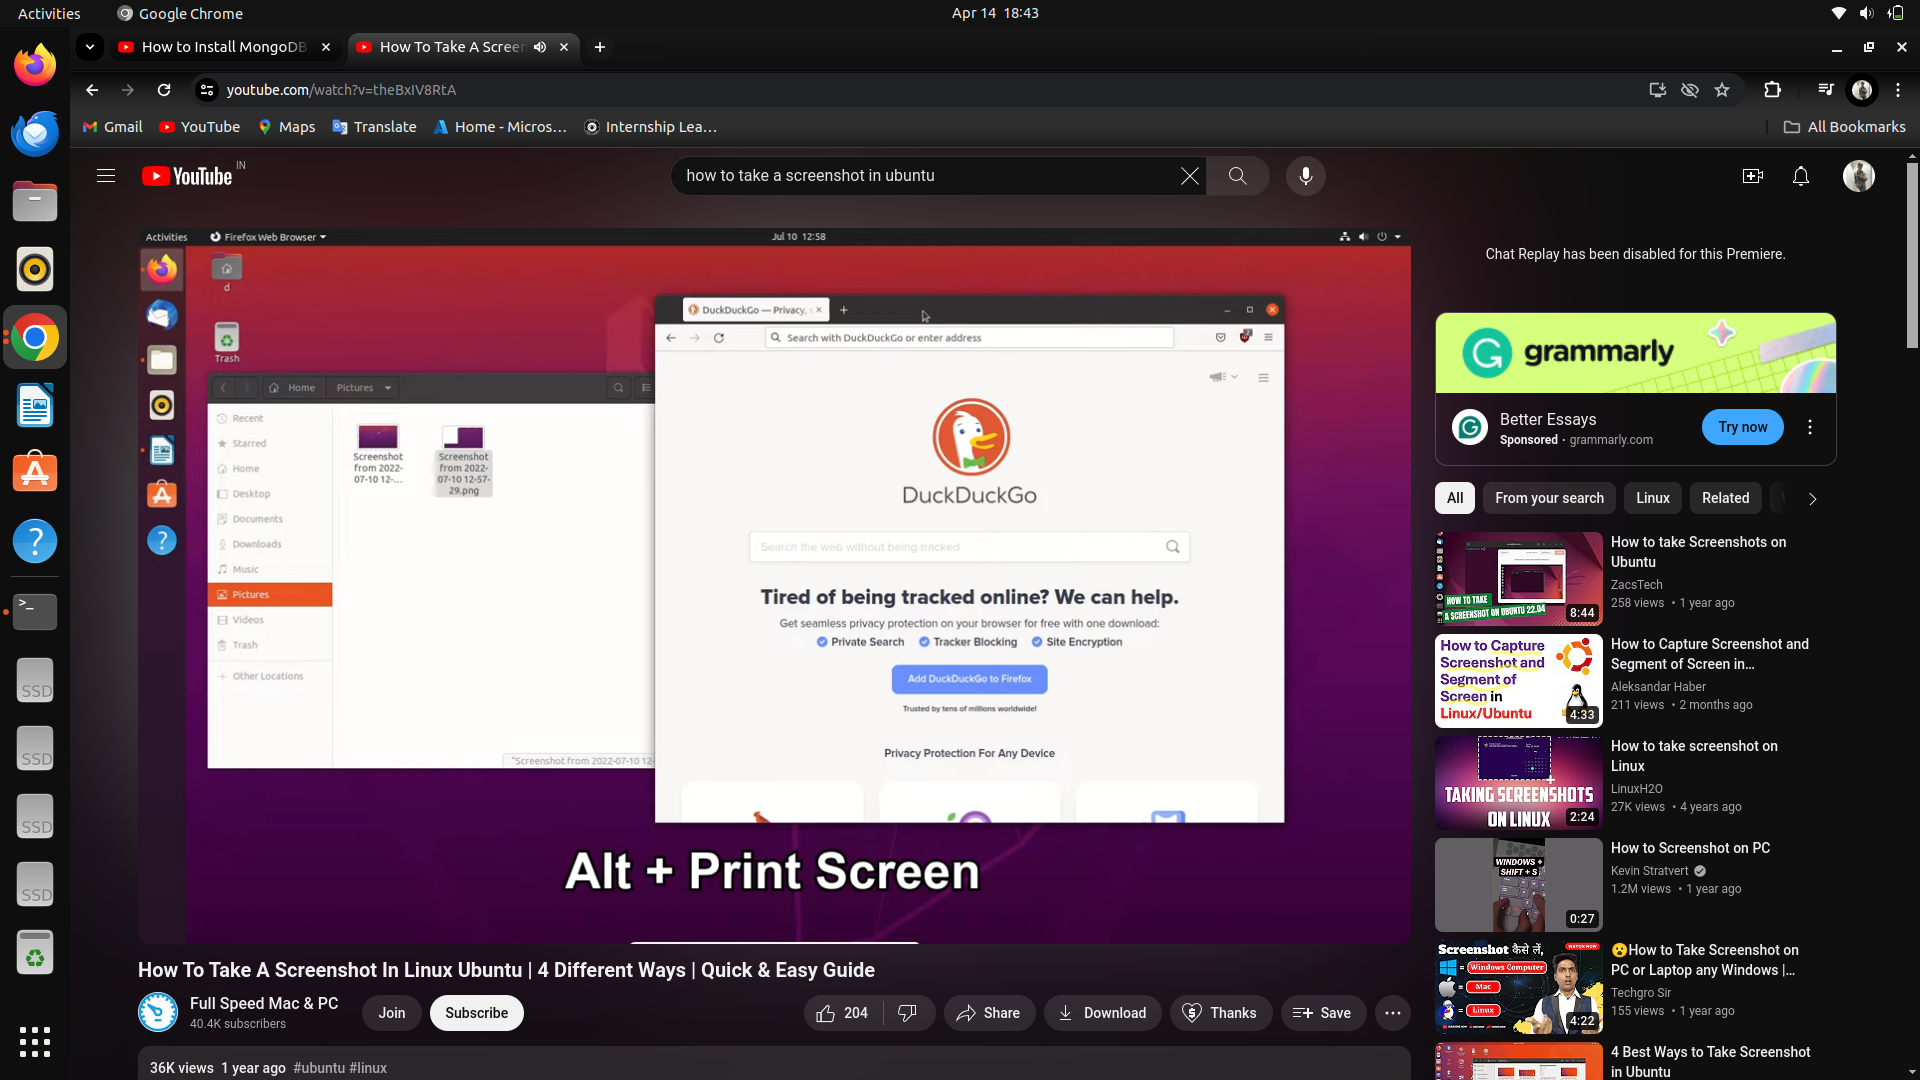 Activities
Google Chrome
Apr 14 18:43
How to Install MongoDB
How To Take A Screen
youtube.com/watch?v=theBxIV8RtA
Gmail
YouTube
Maps
Translate
Home - Micros...
Internship Lea...
All Bookmarks
YouTube IN
how to take a screenshot in ubuntu
Activities
Firefox Web Browser
Jul 10 12:58
d
Trash
DuckDuckGo — Privacy,
Search with DuckDuckGo or enter address
Home
Pictures
Recent
Starred
Home
Desktop
Documents
Downloads
Music
Pictures
Videos
Trash
Other Locations
Screenshot
from 2022-
07-10 12-...
Screenshot
from 2022-
07-10 12-57-
29.png
"Screenshot from 2022-07-10 12-
DuckDuckGo
Search the web without being tracked
Tired of being tracked online? We can help.
Get seamless privacy protection on your browser for free with one download:
Private Search
Tracker Blocking
Site Encryption
Add DuckDuckGo to Firefox
Trusted by tens of millions worldwide!
Privacy Protection For Any Device
Alt + Print Screen
SSD
SSD
SSD
SSD
How To Take A Screenshot In Linux Ubuntu | 4 Different Ways | Quick & Easy Guide
Full Speed Mac & PC
40.4K subscribers
Join
Subscribe
204
Share
Download
Thanks
Save
36K views 1 year ago #ubuntu #linux
Chat Replay has been disabled for this Premiere.
grammarly
Better Essays
Sponsored · grammarly.com
Try now
All
From your search
Linux
Related
HOW TO TAKE
A SCREENSHOT ON UBUNTU 22.04
8:44
How to take Screenshots on
Ubuntu
ZacsTech
258 views • 1 year ago
How to Capture
Screenshot and
Segment of
Screen in
Linux/Ubuntu
4:33
How to Capture Screenshot and
Segment of Screen in...
Aleksandar Haber
211 views • 2 months ago
TAKING SCREENSHOTS
ON LINUX
2:24
How to take screenshot on
Linux
LinuxH2O
27K views • 4 years ago
WINDOWS +
SHIFT + S
0:27
How to Screenshot on PC
Kevin Stratvert
1.2M views • 1 year ago
Screenshot कैसे लें,
WATCH NOW
= Windows Computer
= Mac
= Linux
4:22
😮How to Take Screenshot on
PC or Laptop any Windows |...
Techgro Sir
155 views • 1 year ago
4 Best Ways to Take Screenshot
in Ubuntu